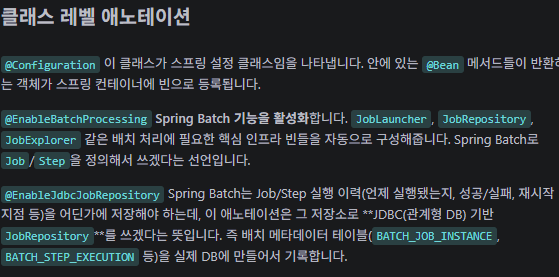 클래스 레벨 애노테이션
@Configuration 이 클래스가 스프링 설정 클래스임을 나타냅니다. 안에 있는 @Bean 메서드들이 반환하
는 객체가 스프링 컨테이너에 빈으로 등록됩니다.
@EnableBatchProcessing Spring Batch 기능을 활성화합니다. JobLauncher, JobRepository,
JobExplorer 같은 배치 처리에 필요한 핵심 인프라 빈들을 자동으로 구성해줍니다. Spring Batch로
Job/Step을 정의해서 쓰겠다는 선언입니다.
@EnableJdbcJobRepository Spring Batch는 Job/Step 실행 이력(언제 실행됐는지, 성공/실패, 재시작
지점 등)을 어딘가에 저장해야 하는데, 이 애노테이션은 그 저장소로 **JDBC(관계형 DB) 기반
JobRepository**를 쓰겠다는 뜻입니다. 즉 배치 메타데이터 테이블(BATCH_JOB_INSTANCE,
BATCH_STEP_EXECUTION 등)을 실제 DB에 만들어서 기록합니다.